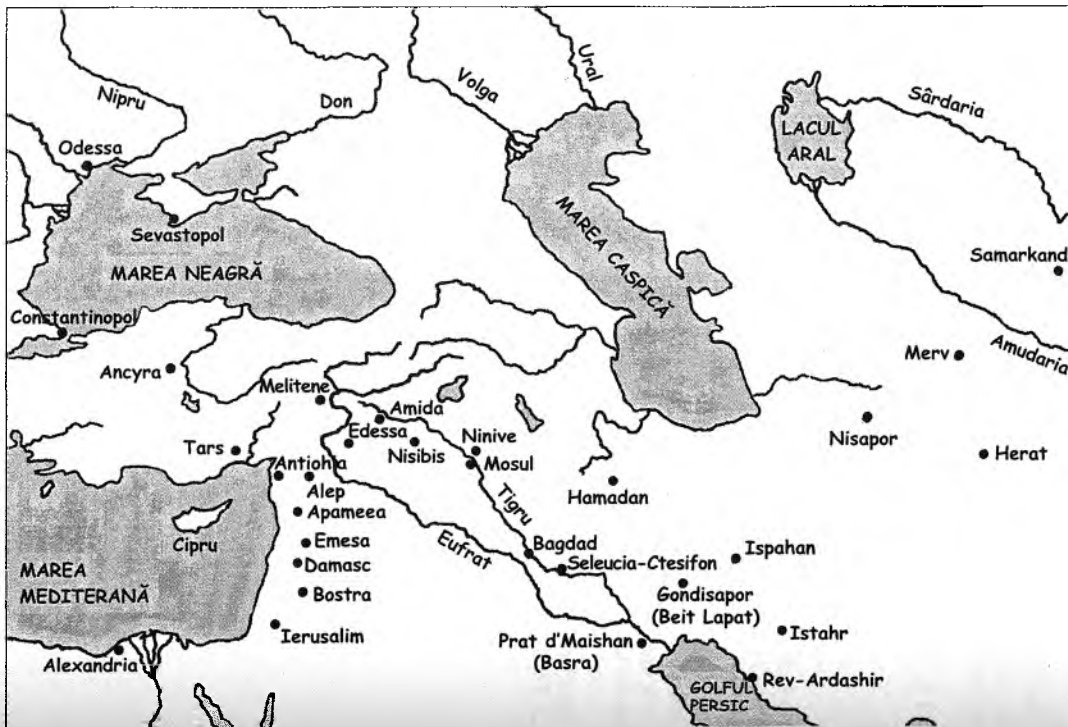 Nipru
Don
Volga
Ural
Sârdaria
LACUL
ARAL
Odessa
Sevastopol
MAREA NEAGRĂ
MAREA CASPICĂ
Samarkand
Constantinopol
Ancyra
Merv
Amudaria
Melitene
Amida
Edessa
Nisibis
Ninive
Mosul
Nisapor
Herat
Tars
Antiohia
Alep
Apameea
Hamadan
Tigru
Cipru
Emesa
Eufrat
Bagdad
Seleucia-Ctesifon
Ispahan
Damasc
MAREA
MEDITERANĂ
Bostra
Gondisapor
(Beit Lapat)
Ierusalim
Istahr
Prat d'Maishan
(Basra)
Alexandria
GOLFUL
PERSIC
Rev-Ardashir